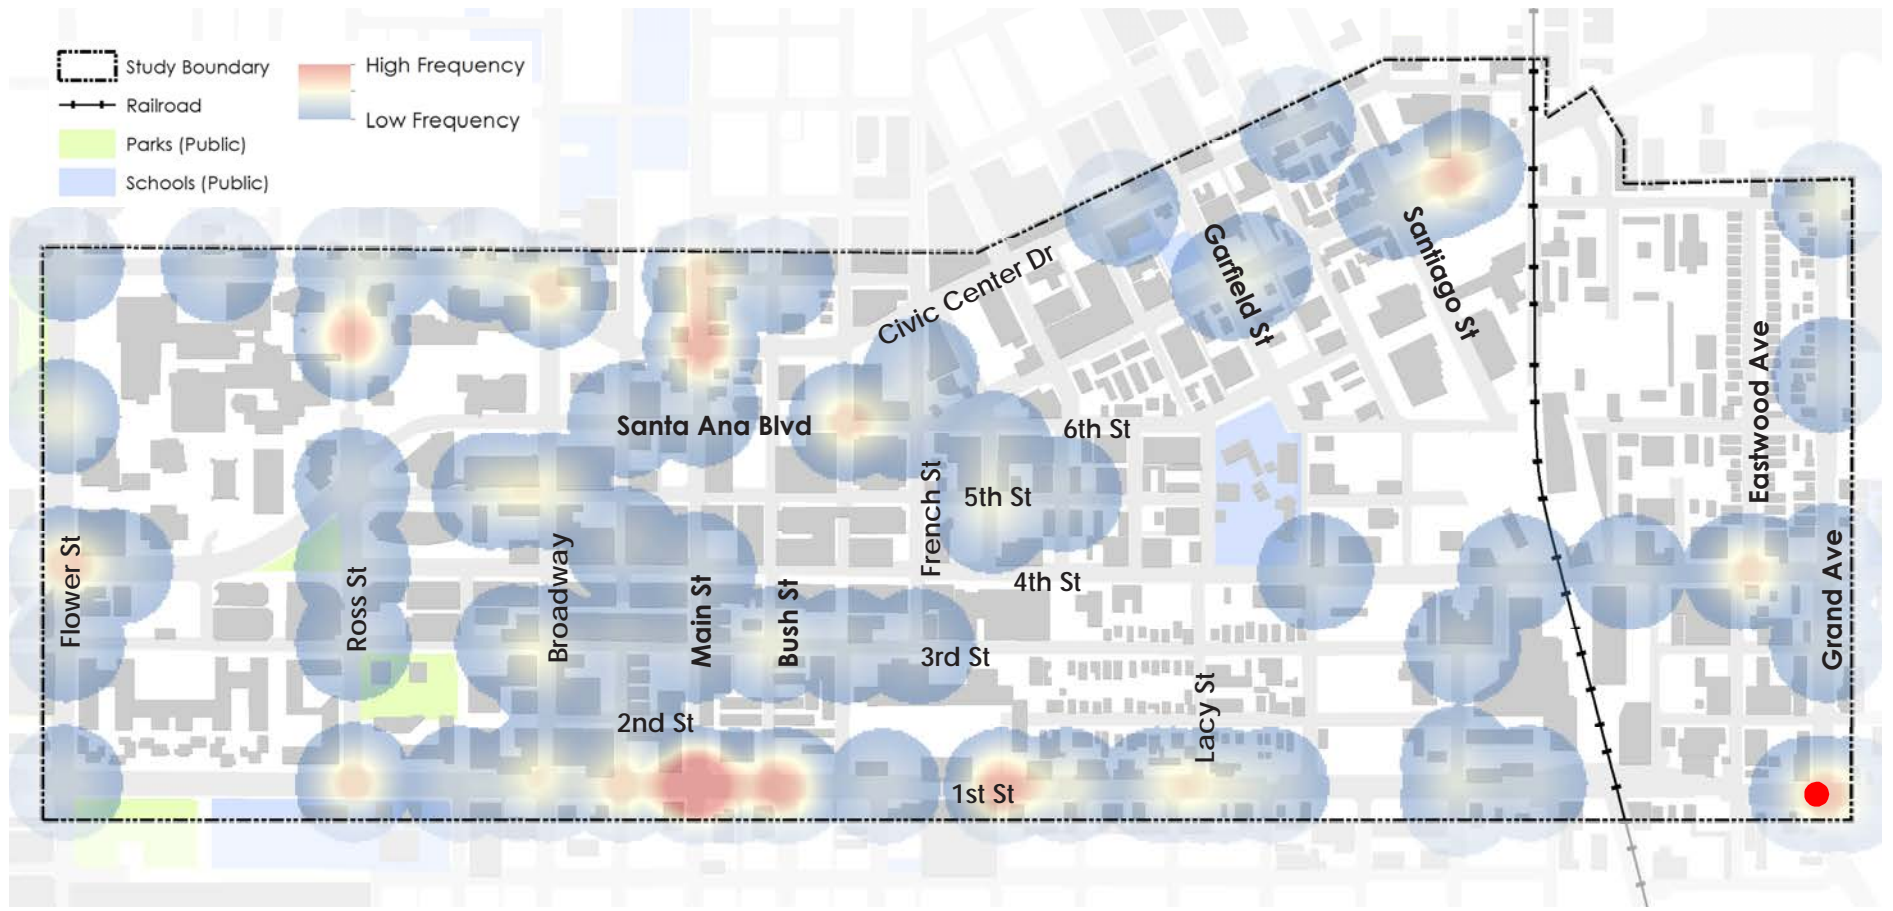 Study Boundary
Railroad
Parks (Public)
Schools (Public)
High Frequency
Low Frequency
Civic Center Dr
Garfield St
Santiago St
Santa Ana Blvd
6th St
5th St
French St
4th St
Eastwood Ave
Grand Ave
Flower St
Ross St
Broadway
Main St
Bush St
3rd St
2nd St
Lacy St
1st St